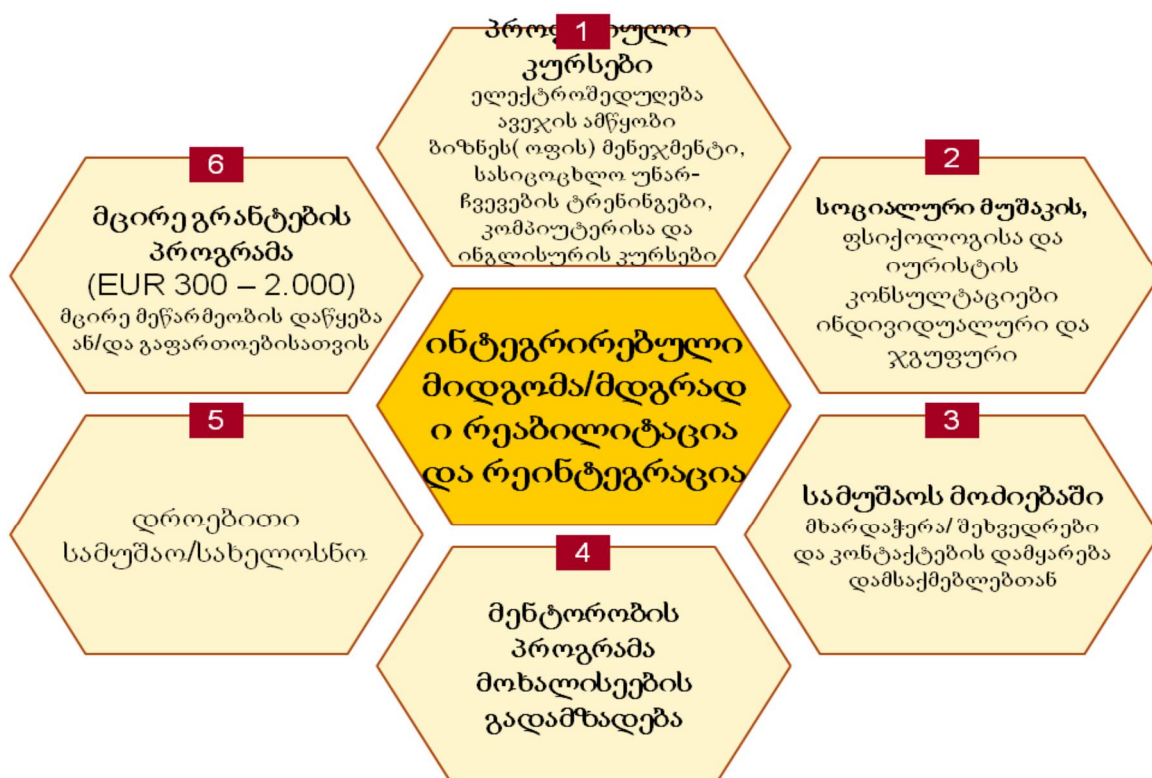 1
კურსები
ელექტროშედუღება
ავეჯის ამწყობი
ბიზნეს( ოფის) მენეჯმენტი,
სასიცოცხლო უნარ-
ჩვევების ტრენინგები,
კომპიუტერისა და
ინგლისურის კურსები
2
სოციალური მუშაკის,
ფსიქოლოგისა და
იურისტის
კონსულტაციები
ინდივიდუალური და
ჯგუფური
3
სამუშაოს მოძიებაში
მხარდაჭერა/ შეხვედრები
და კონტაქტების დამყარება
დამსაქმებლებთან
4
მენტორობის
პროგრამა
მოხალისეების
გადამზადება
5
დროებითი
სამუშაო/სახელოსნო
6
მცირე გრანტების
პროგრამა
(EUR 300 – 2.000)
მცირე მეწარმეობის დაწყება
ან/და გაფართოებისათვის
ინტეგრირებული
მიდგომა/მდგრად
ი რეაბილიტაცია
და რეინტეგრაცია